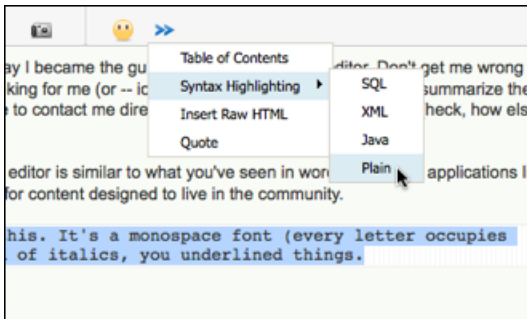 ay I became the gu
Table of Contents
ditor. Don't get me wrong
king for me (or -- id
Syntax Highlighting
SQL
summarize the
e to contact me dire
Insert Raw HTML
XML
heck, how els
Quote
Java
editor is similar to what you've seen in wor
Plain
applications l
for content designed to live in the community.
his. It's a monospace font (every letter occupies
of italics, you underlined things.